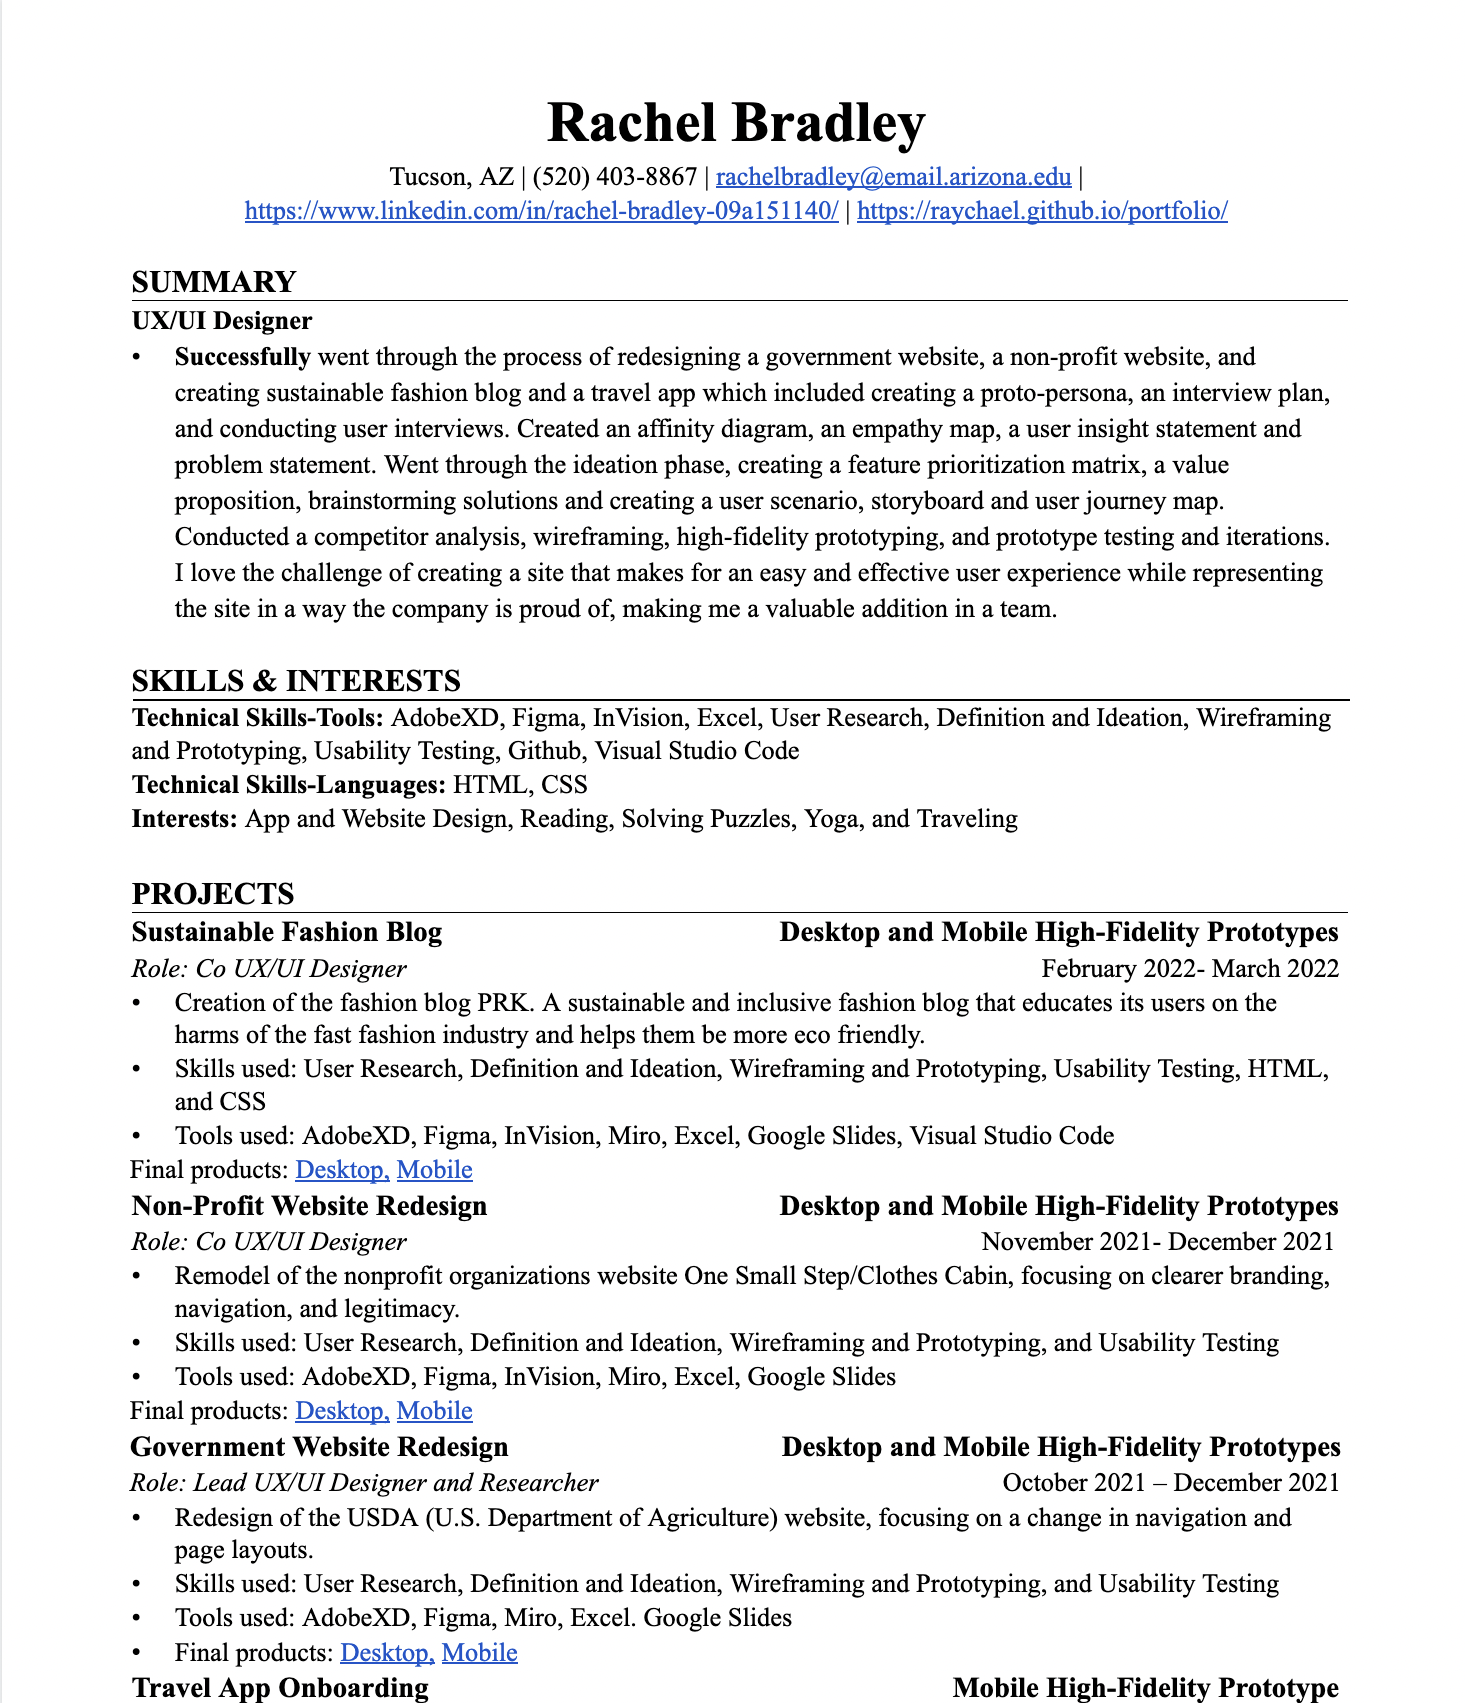 Rachel Bradley
Tucson, AZ | (520) 403-8867 | rachelbradley@email.arizona.edu |
https://www.linkedin.com/in/rachel-bradley-09a151140/ | https://raychael.github.io/portfolio/
SUMMARY
UX/UI Designer
• Successfully went through the process of redesigning a government website, a non-profit website, and
creating sustainable fashion blog and a travel app which included creating a proto-persona, an interview plan,
and conducting user interviews. Created an affinity diagram, an empathy map, a user insight statement and
problem statement. Went through the ideation phase, creating a feature prioritization matrix, a value
proposition, brainstorming solutions and creating a user scenario, storyboard and user journey map.
Conducted a competitor analysis, wireframing, high-fidelity prototyping, and prototype testing and iterations.
I love the challenge of creating a site that makes for an easy and effective user experience while representing
the site in a way the company is proud of, making me a valuable addition in a team.
SKILLS & INTERESTS
Technical Skills-Tools: AdobeXD, Figma, InVision, Excel, User Research, Definition and Ideation, Wireframing
and Prototyping, Usability Testing, Github, Visual Studio Code
Technical Skills-Languages: HTML, CSS
Interests: App and Website Design, Reading, Solving Puzzles, Yoga, and Traveling
PROJECTS
Sustainable Fashion Blog Desktop and Mobile High-Fidelity Prototypes
Role: Co UX/UI Designer February 2022- March 2022
• Creation of the fashion blog PRK. A sustainable and inclusive fashion blog that educates its users on the
harms of the fast fashion industry and helps them be more eco friendly.
• Skills used: User Research, Definition and Ideation, Wireframing and Prototyping, Usability Testing, HTML,
and CSS
• Tools used: AdobeXD, Figma, InVision, Miro, Excel, Google Slides, Visual Studio Code
Final products: Desktop, Mobile
Non-Profit Website Redesign Desktop and Mobile High-Fidelity Prototypes
Role: Co UX/UI Designer November 2021- December 2021
• Remodel of the nonprofit organizations website One Small Step/Clothes Cabin, focusing on clearer branding,
navigation, and legitimacy.
• Skills used: User Research, Definition and Ideation, Wireframing and Prototyping, and Usability Testing
• Tools used: AdobeXD, Figma, InVision, Miro, Excel, Google Slides
Final products: Desktop, Mobile
Government Website Redesign Desktop and Mobile High-Fidelity Prototypes
Role: Lead UX/UI Designer and Researcher October 2021 – December 2021
• Redesign of the USDA (U.S. Department of Agriculture) website, focusing on a change in navigation and
page layouts.
• Skills used: User Research, Definition and Ideation, Wireframing and Prototyping, and Usability Testing
• Tools used: AdobeXD, Figma, Miro, Excel. Google Slides
• Final products: Desktop, Mobile
Travel App Onboarding Mobile High-Fidelity Prototype